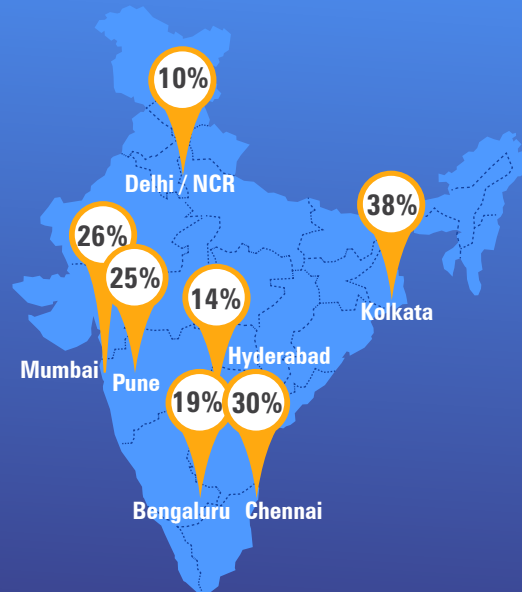 10%
Delhi / NCR
38%
Kolkata
26%
Mumbai
25%
Pune
14%
Hyderabad
19%
Bengaluru
30%
Chennai